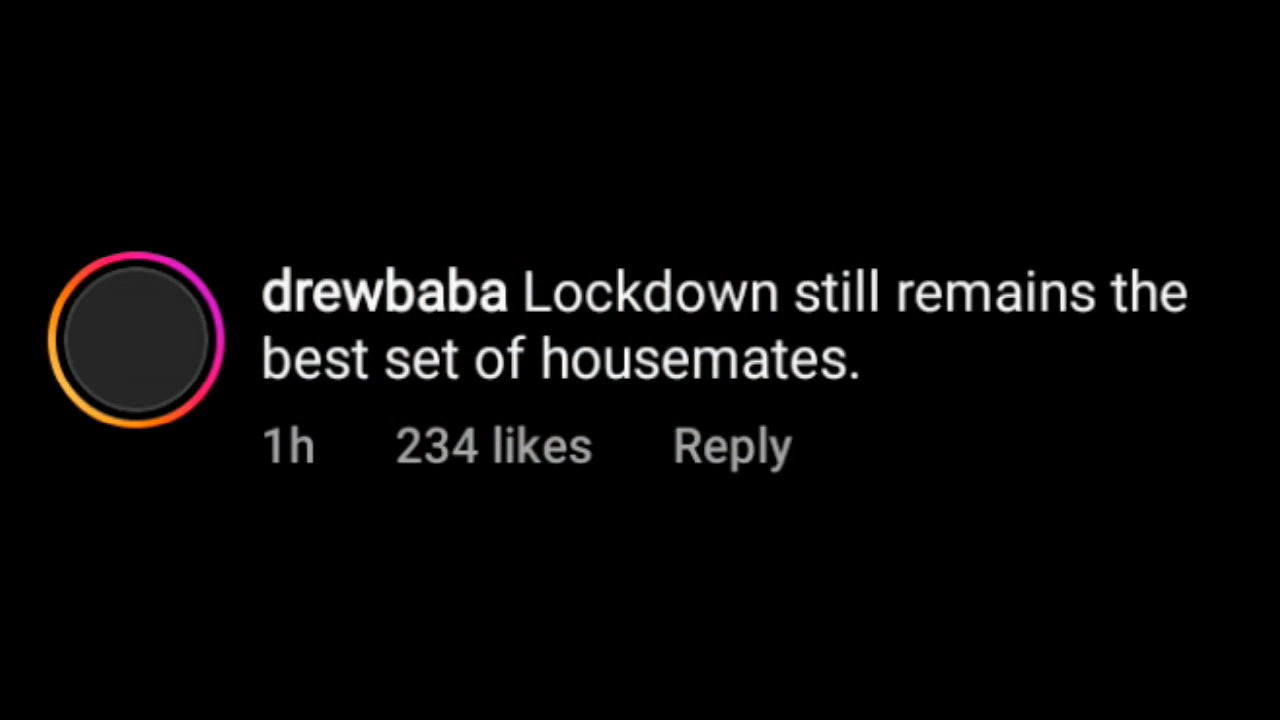 drewbaba Lockdown still remains the
best set of housemates.
1h 234 likes Reply